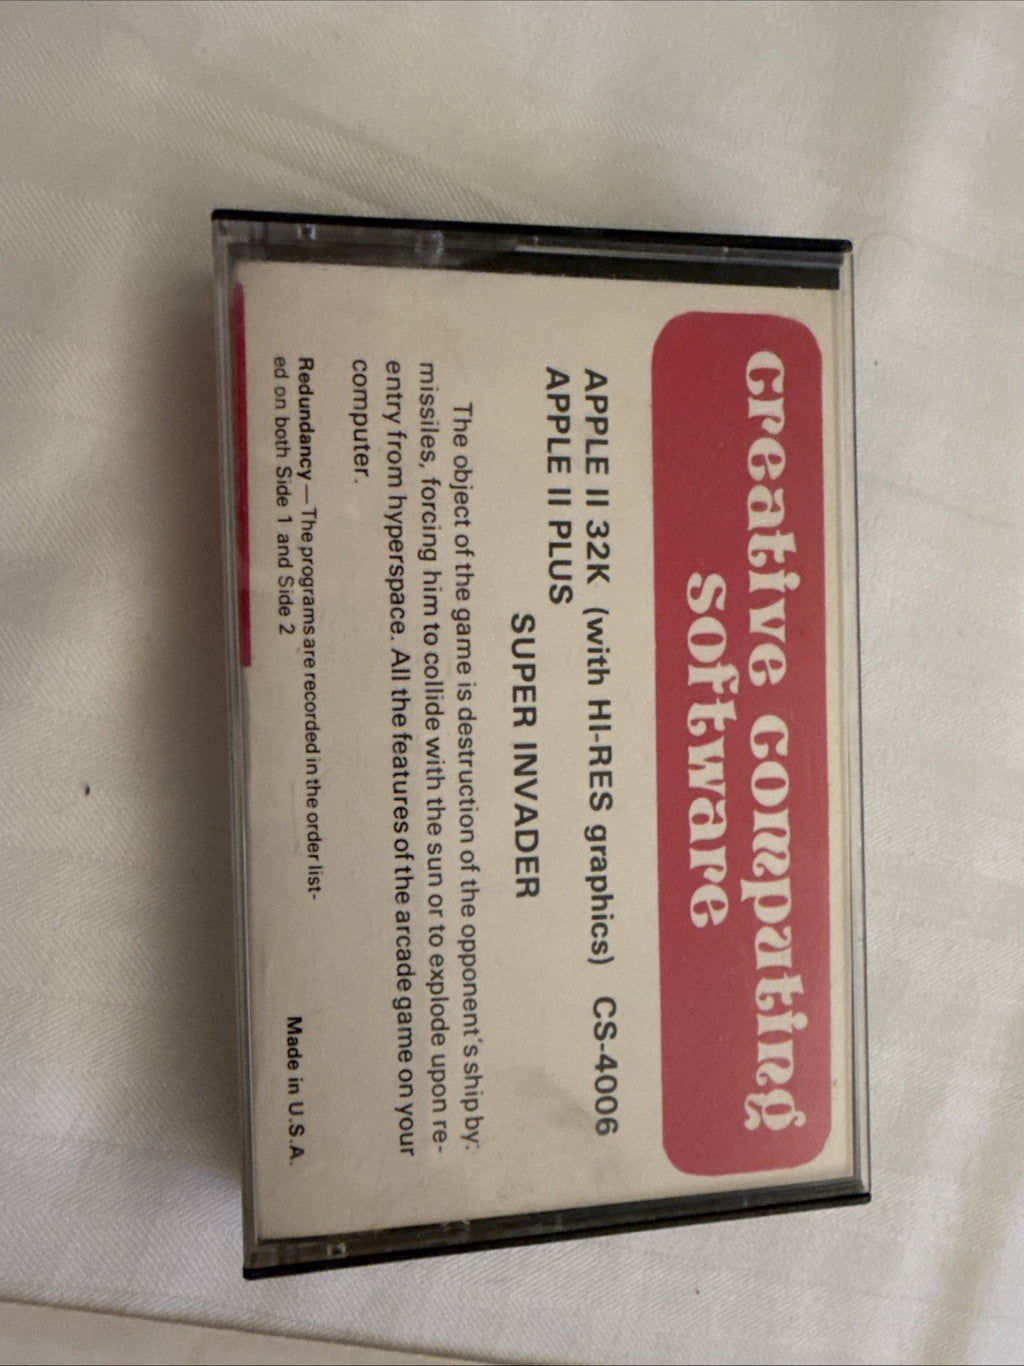 creative computing
software
APPLE II 32K (with HI-RES graphics) CS-4006
APPLE II PLUS
SUPER INVADER
The object of the game is destruction of the opponent's ship by:
missiles, forcing him to collide with the sun or to explode upon re-
entry from hyperspace. All the features of the arcade game on your
computer.
Redundancy — The programs are recorded in the order list-
ed on both Side 1 and Side 2
Made in U.S.A.